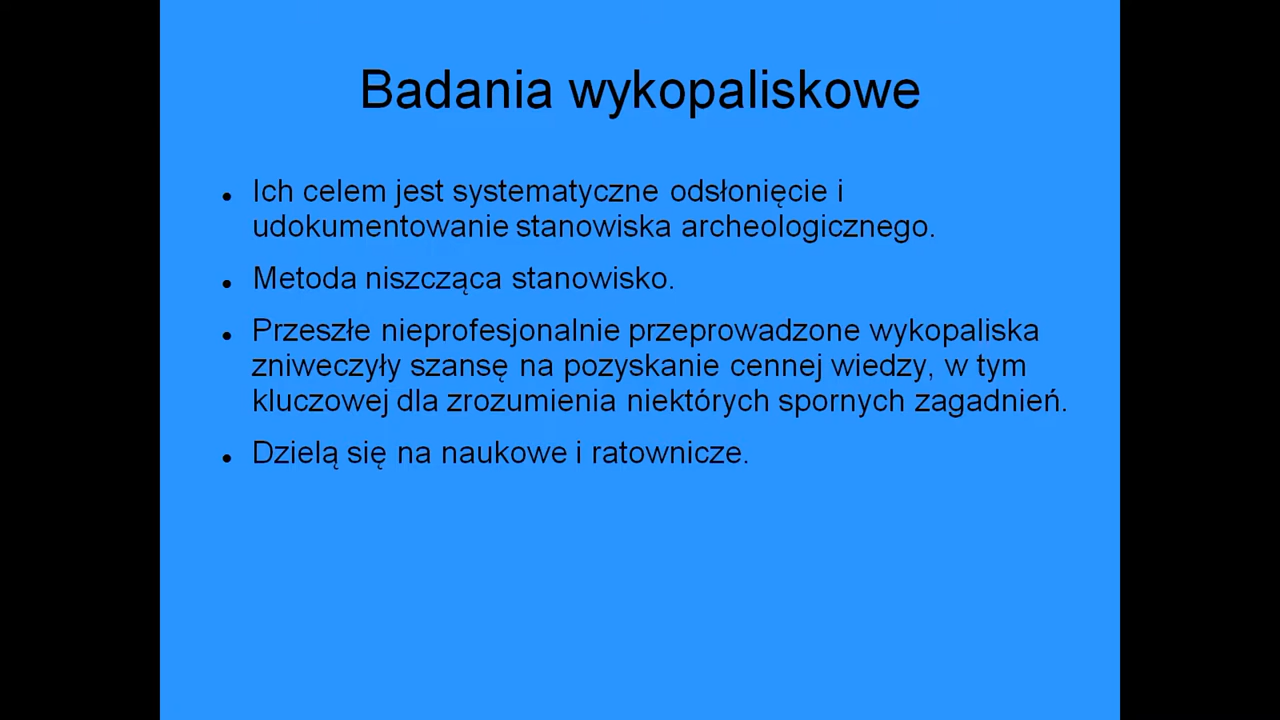 Badania wykopaliskowe
Ich celem jest systematyczne odsłonięcie i
udokumentowanie stanowiska archeologicznego.
Metoda niszcząca stanowisko.
Przeszłe nieprofesjonalnie przeprowadzone wykopaliska
zniweczyły szansę na pozyskanie cennej wiedzy, w tym
kluczowej dla zrozumienia niektórych spornych zagadnień.
Dzielą się na naukowe i ratownicze.